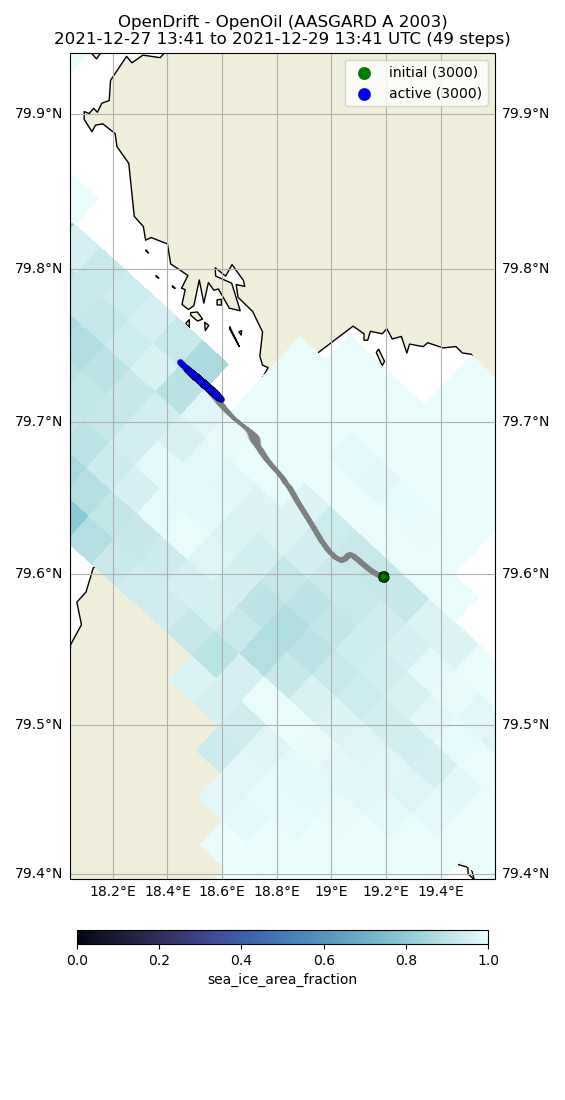 OpenDrift - OpenOil (AASGARD A 2003)
2021-12-27 13:41 to 2021-12-29 13:41 UTC (49 steps)
initial (3000)
active (3000)
79.9°N 79.9°N
79.8°N 79.8°N
79.7°N 79.7°N
79.6°N 79.6°N
79.5°N 79.5°N
79.4°N 79.4°N
18.2°E 18.4°E 18.6°E 18.8°E 19°E 19.2°E 19.4°E
0.0 0.2 0.4 0.6 0.8 1.0
sea_ice_area_fraction